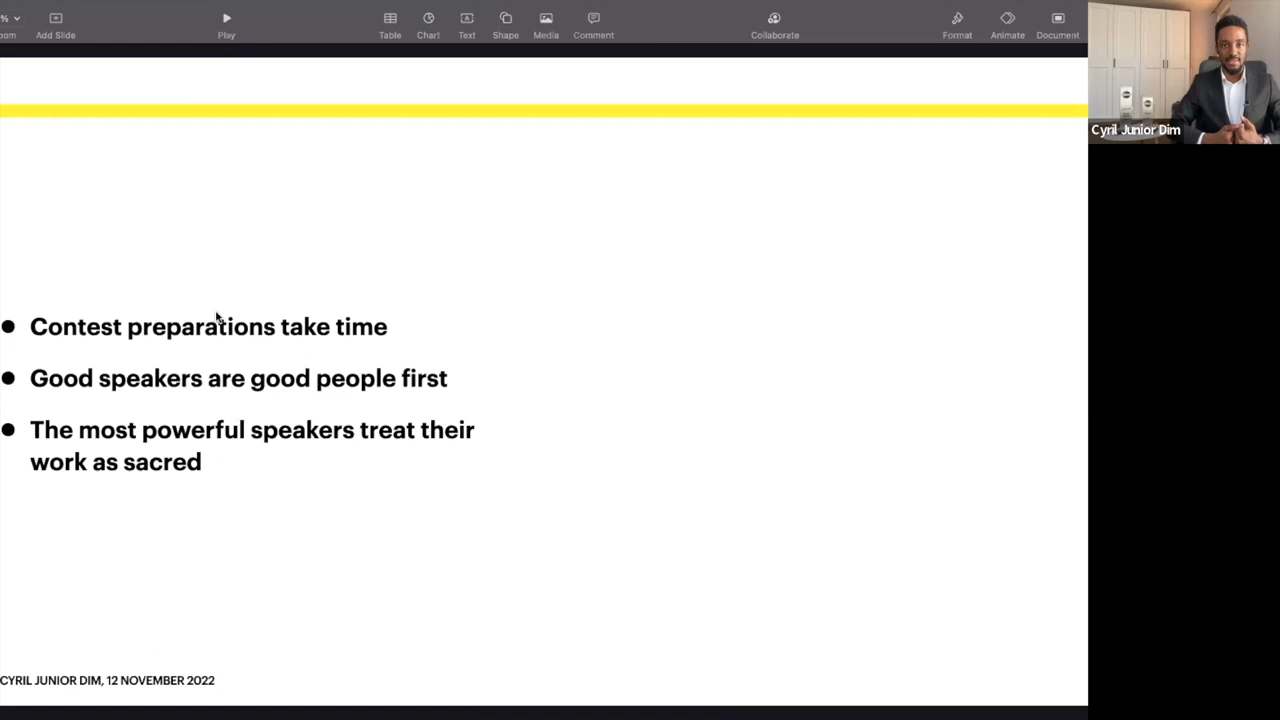 % 
oom
Add Slide
Play
Table
Chart
Text
Shape
Media
Comment
Collaborate
Format
Animate
Document
Cyril Junior Dim
Contest preparations take time
Good speakers are good people first
The most powerful speakers treat their
work as sacred
CYRIL JUNIOR DIM, 12 NOVEMBER 2022